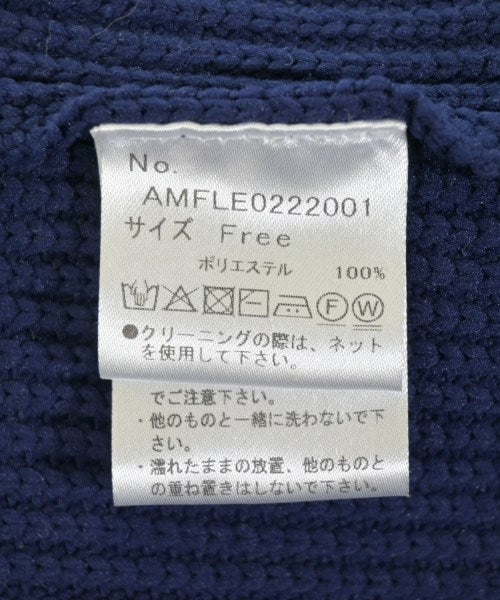 No.
AMFLE0222001
サイズ Free
ポリエステル 100%
F W
●クリーニングの際は、ネット
を使用して下さい。
でご注意下さい。
・他のものと一緒に洗わないで下
さい。
・濡れたままの放置、他のものと
の重ね置きはしないで下さい。